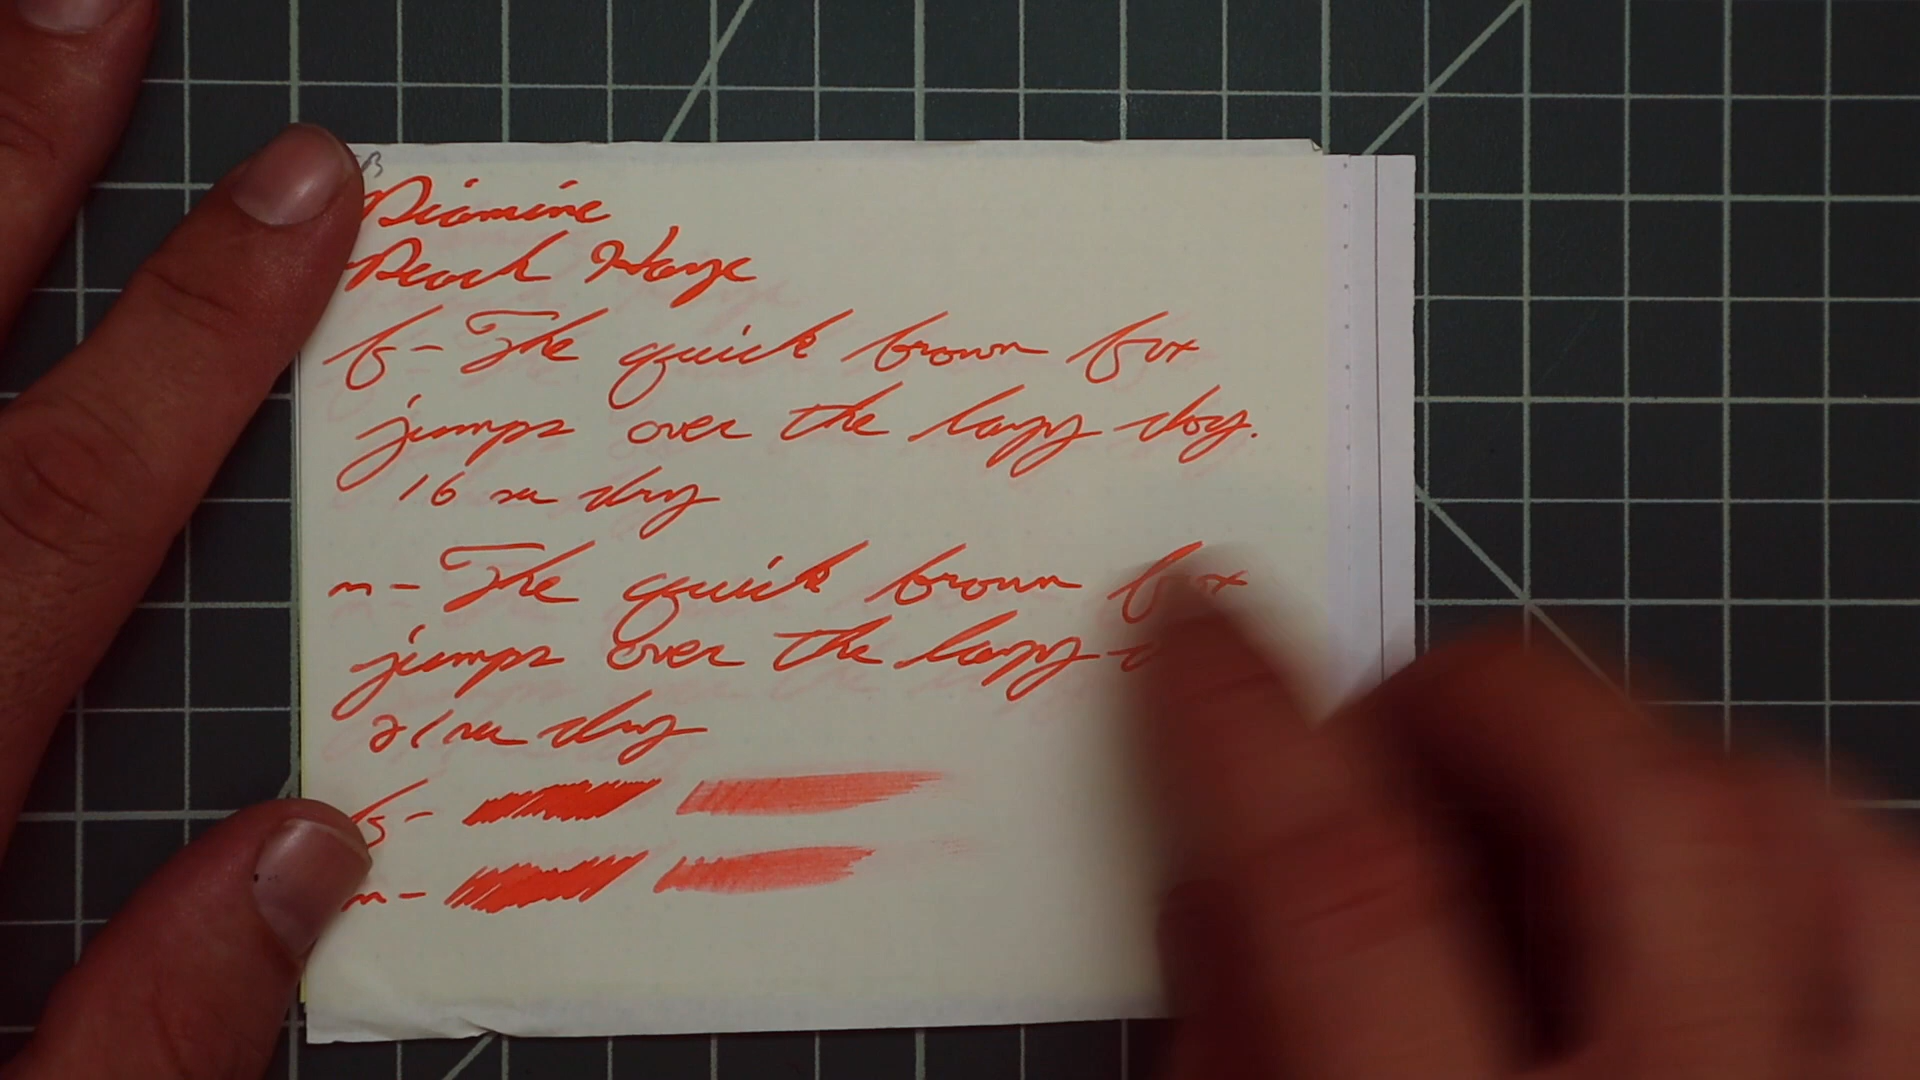 Diamine
Peach Haze
f - The quick brown fox
jumps over the lazy dog.
16 sec dry
m - The quick brown fox
jumps over the lazy
21 sec dry
f -
m -